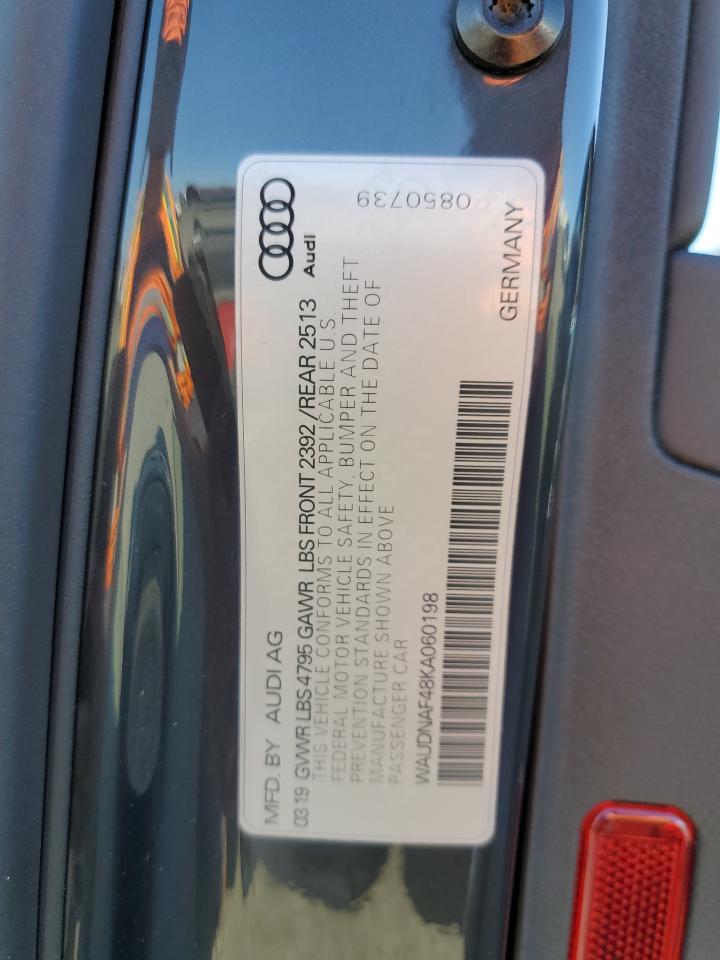 MFD. BY AUDI AG
0319 GVWR LBS 4795 GAWR LBS FRONT 2392 /REAR 2513
THIS VEHICLE CONFORMS TO ALL APPLICABLE U.S.
FEDERAL MOTOR VEHICLE SAFETY, BUMPER AND THEFT
PREVENTION STANDARDS IN EFFECT ON THE DATE OF
MANUFACTURE SHOWN ABOVE
PASSENGER CAR
WAUDNAF48KA060198
Audi
GERMANY
0850739